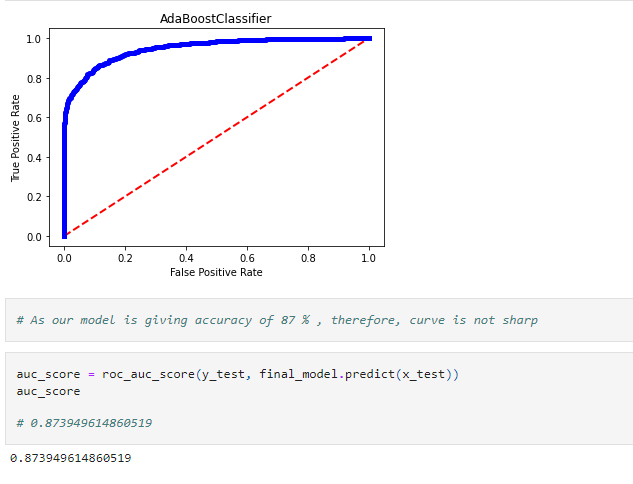 AdaBoostClassifier
1.0
0.8
0.6
0.4
0.2
0.0
True Positive Rate
0.0 0.2 0.4 0.6 0.8 1.0
False Positive Rate
# As our model is giving accuracy of 87 % , therefore, curve is not sharp
auc_score = roc_auc_score(y_test, final_model.predict(x_test))
auc_score
# 0.873949614860519
0.873949614860519